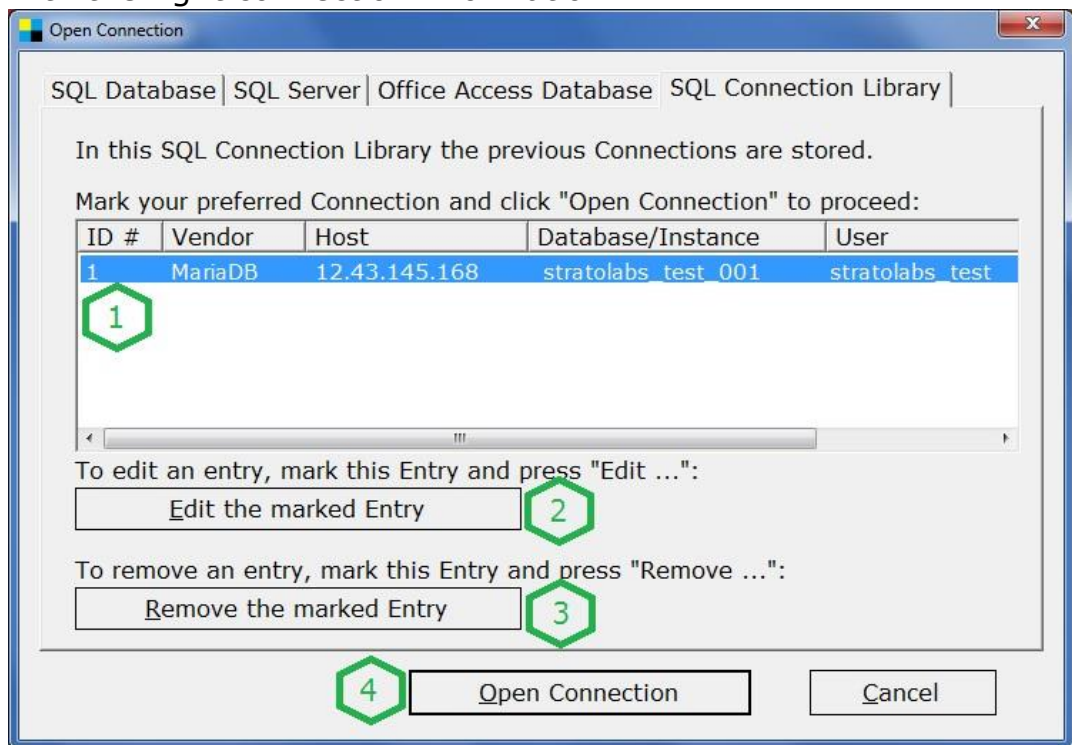 Open Connection
SQL Database SQL Server Office Access Database SQL Connection Library
In this SQL Connection Library the previous Connections are stored.
Mark your preferred Connection and click "Open Connection" to proceed:
ID # Vendor Host Database/Instance User
1 MariaDB 12.43.145.168 stratolabs_test_001 stratolabs_test
1
To edit an entry, mark this Entry and press "Edit ...":
Edit the marked Entry 2
To remove an entry, mark this Entry and press "Remove ...":
Remove the marked Entry 3
4 Open Connection Cancel